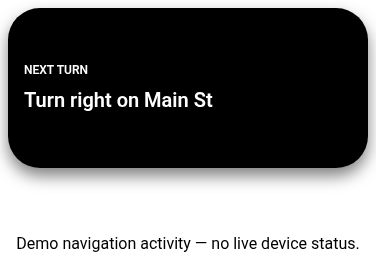 NEXT TURN
Turn right on Main St
Demo navigation activity — no live device status.